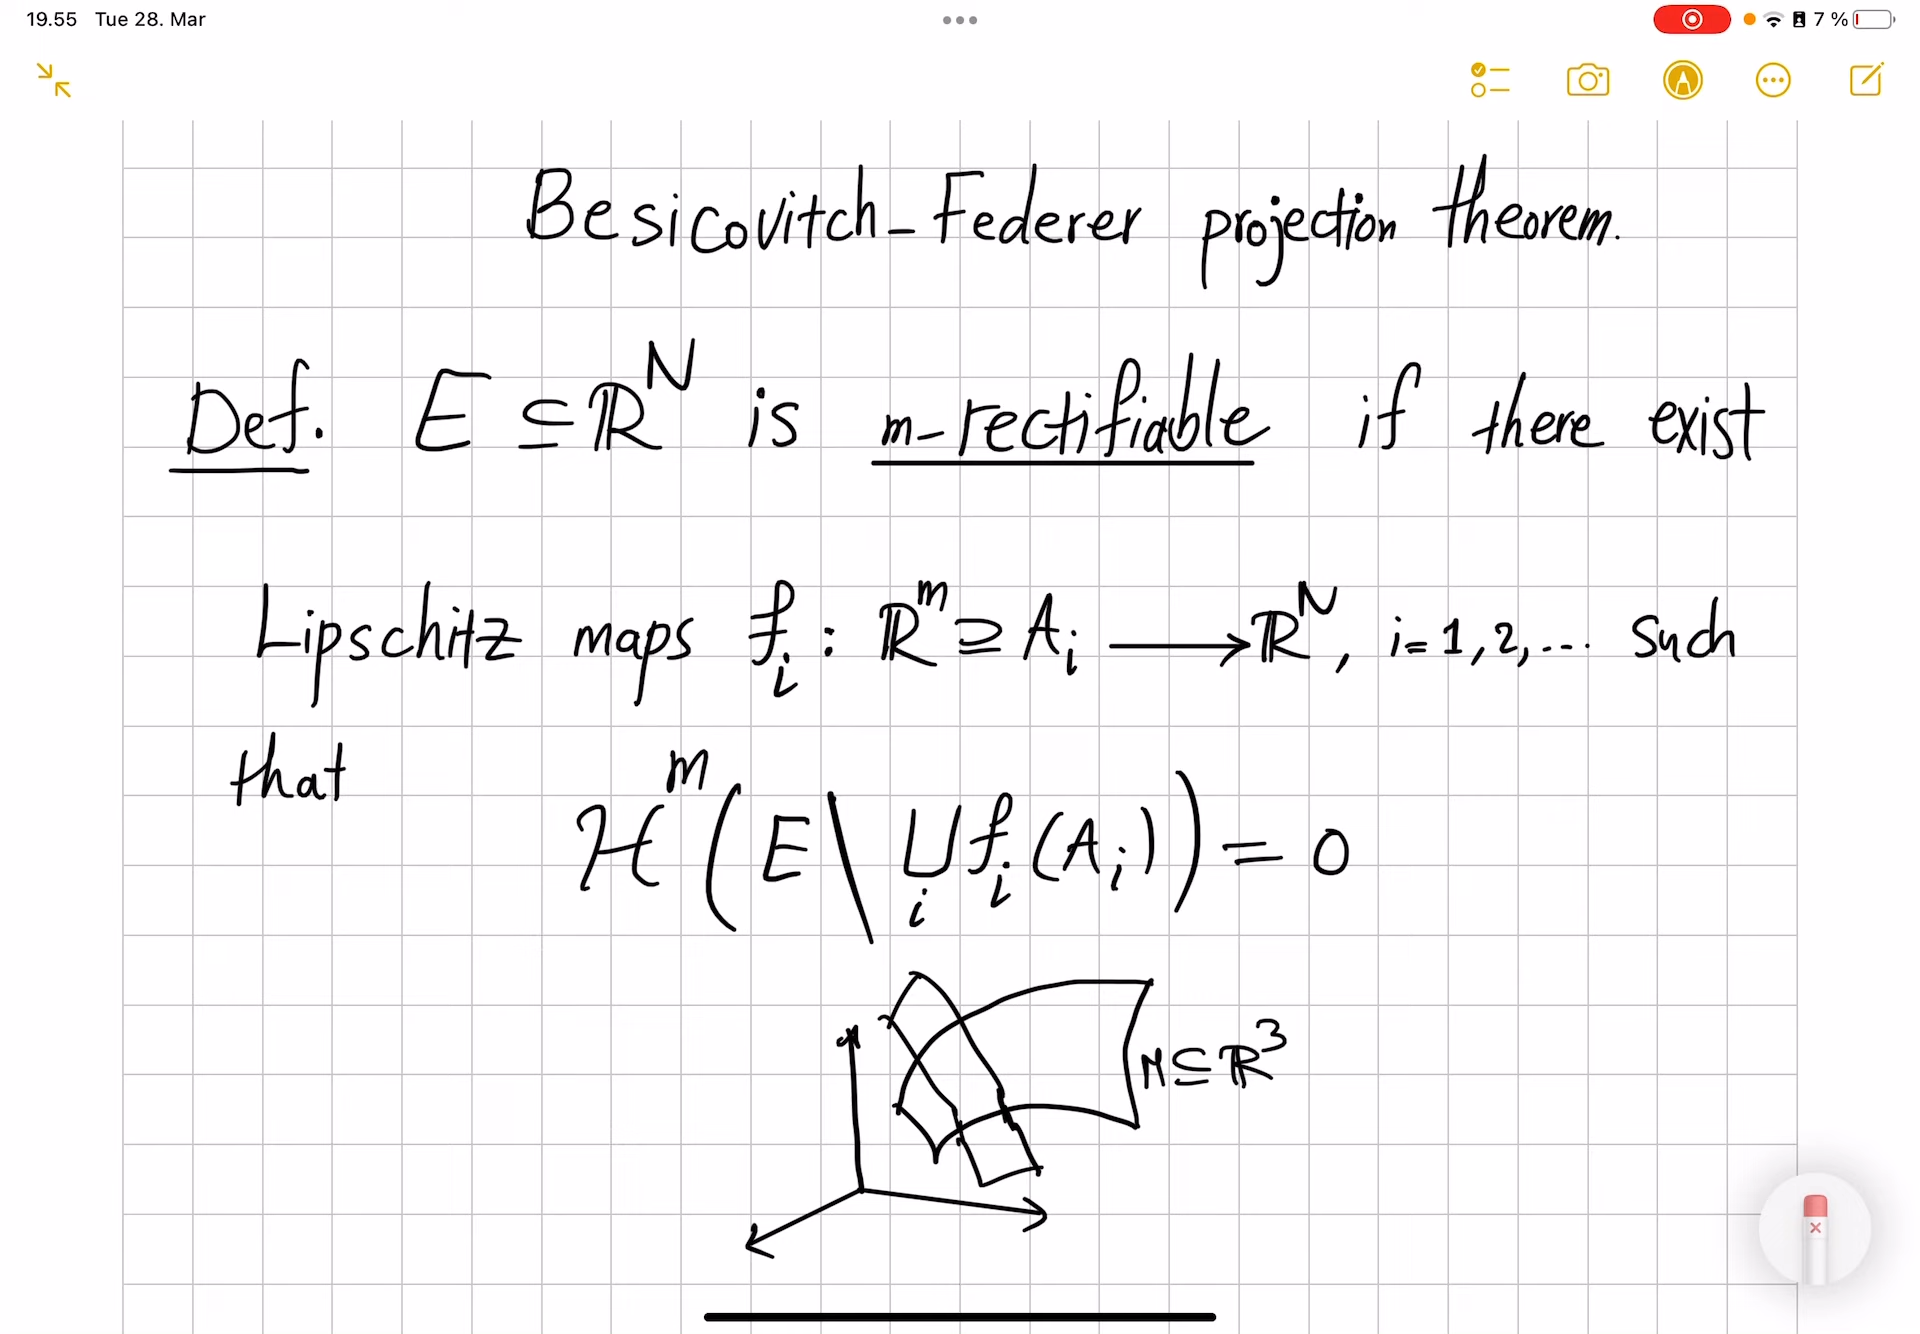 19.55 Tue 28. Mar 7 %
Besicovitch-Federer projection theorem.
Def. E ⊆ ℝ^N is m-rectifiable if there exist
Lipschitz maps f_i : ℝ^m ⊇ A_i ⟶ ℝ^N, i=1,2,... such
that
ℋ^m(E \ ⋃_i f_i(A_i)) = 0
M ⊆ ℝ^3